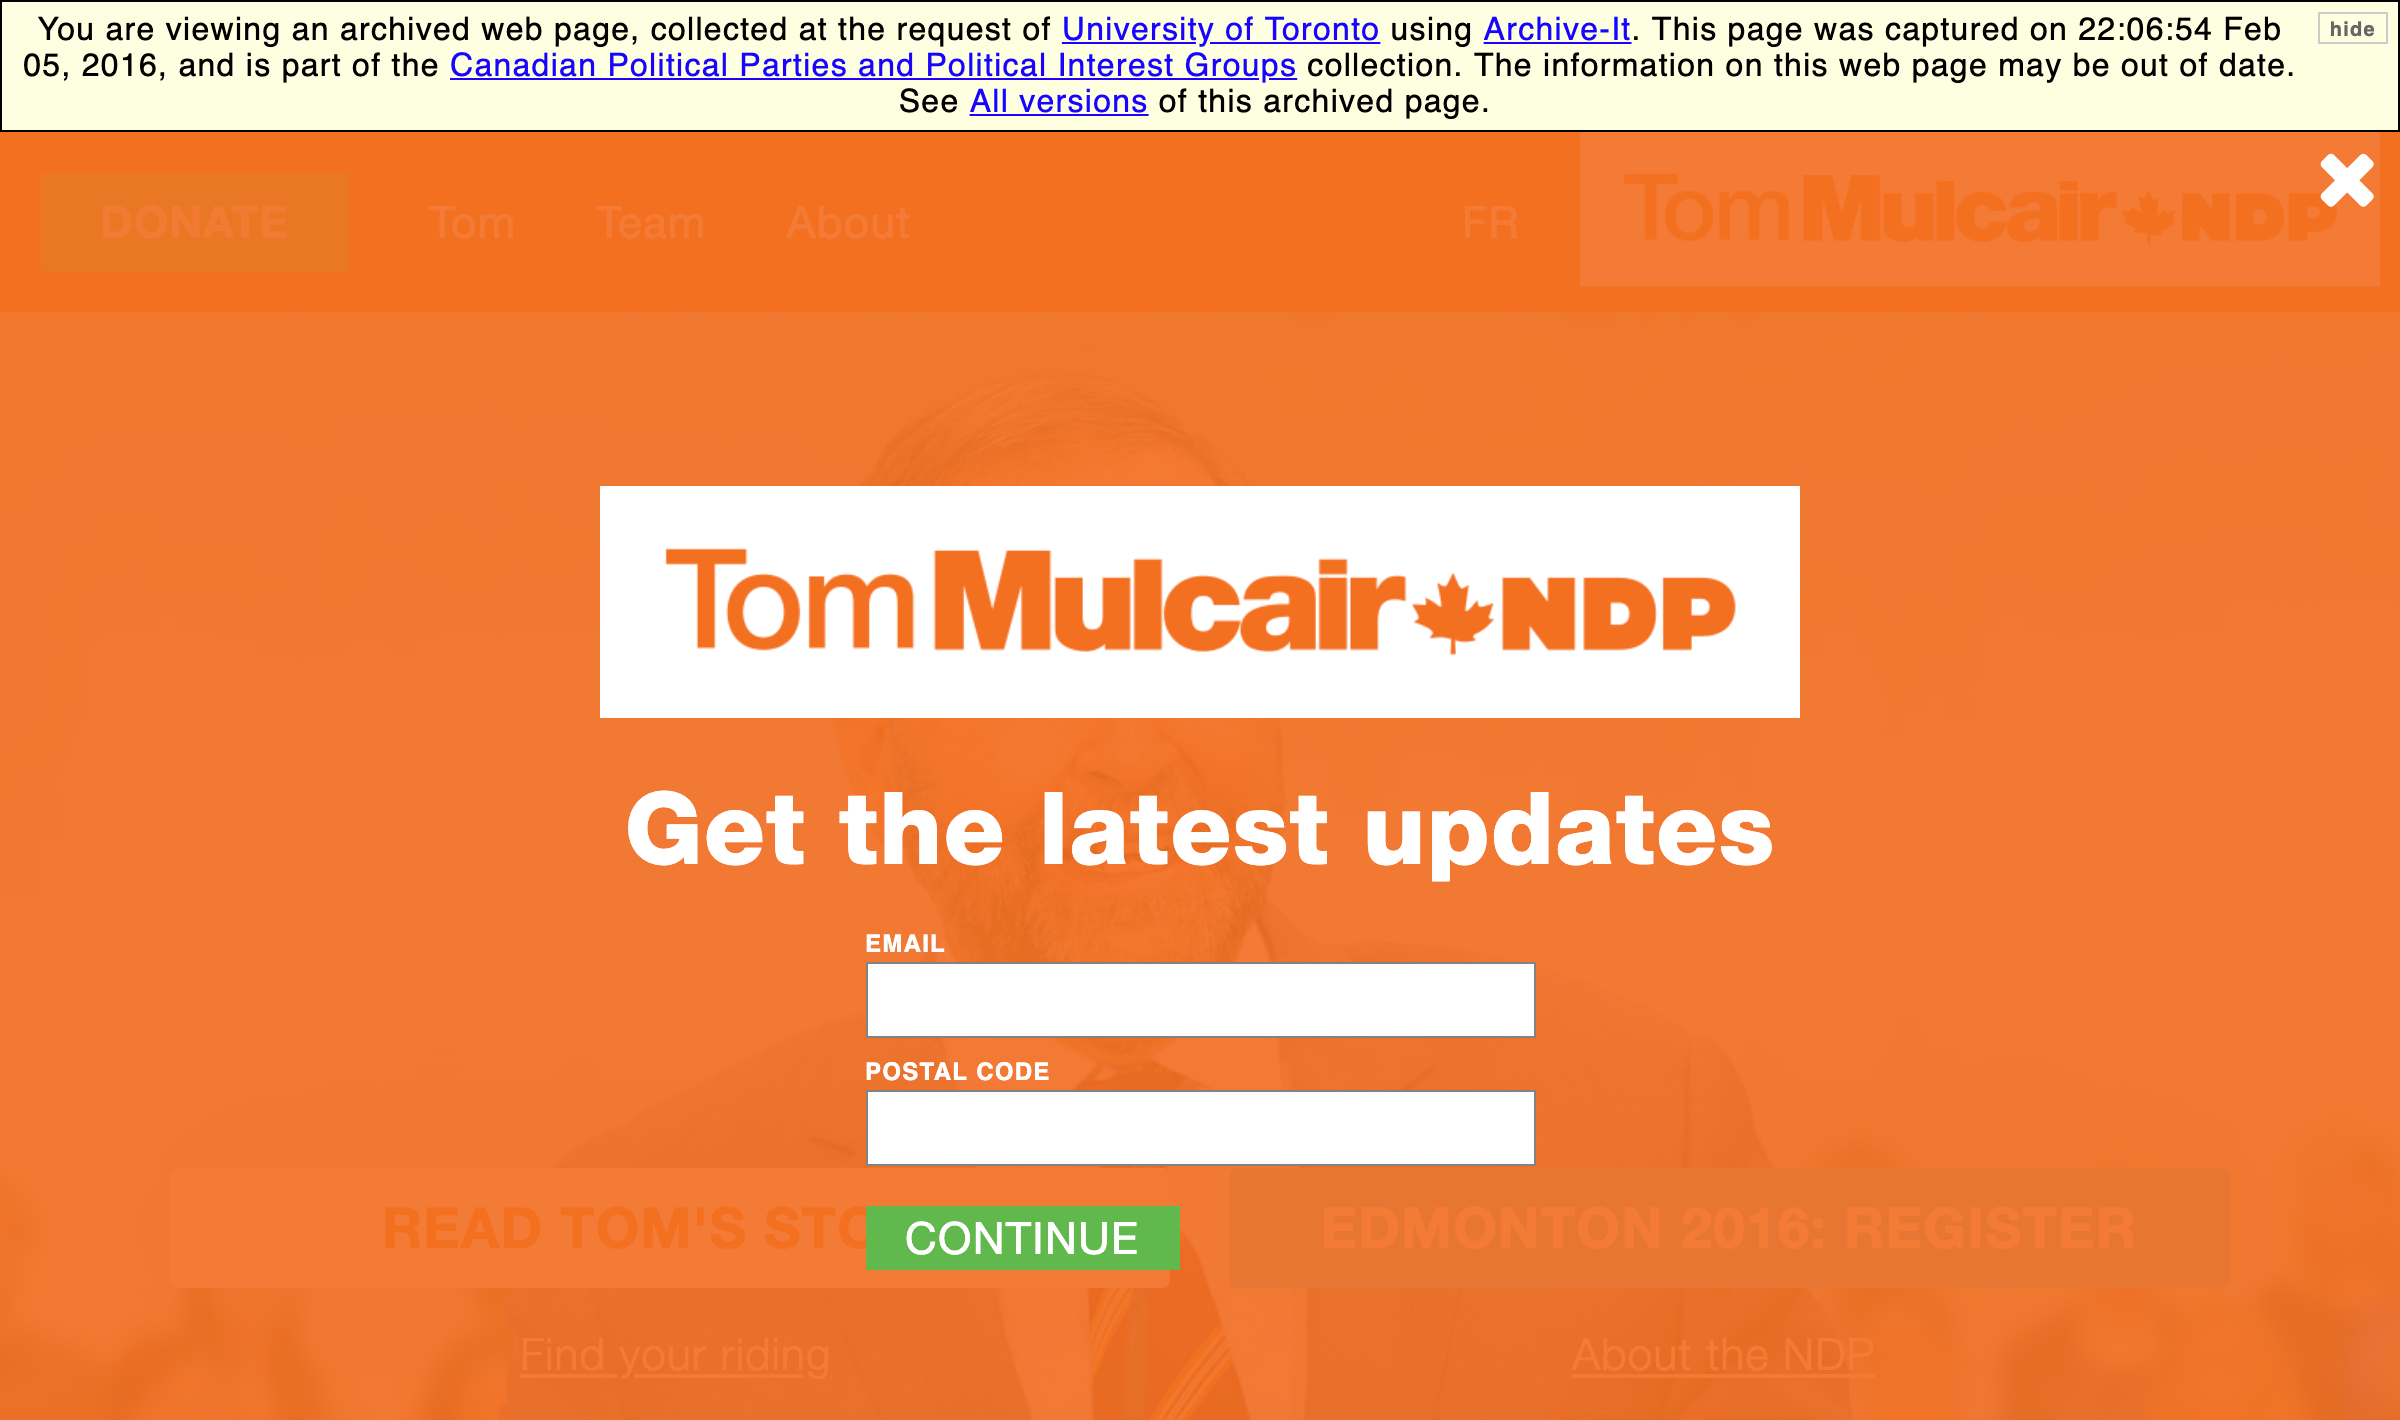 You are viewing an archived web page, collected at the request of University of Toronto using Archive-It. This page was captured on 22:06:54 Feb
05, 2016, and is part of the Canadian Political Parties and Political Interest Groups collection. The information on this web page may be out of date.
See All versions of this archived page.
hide
DONATE Tom Team About FR Tom Mulcair NDP
Tom Mulcair NDP
Get the latest updates
EMAIL
POSTAL CODE
READ TOM'S STO
EDMONTON 2016: REGISTER
CONTINUE
Find your riding
About the NDP